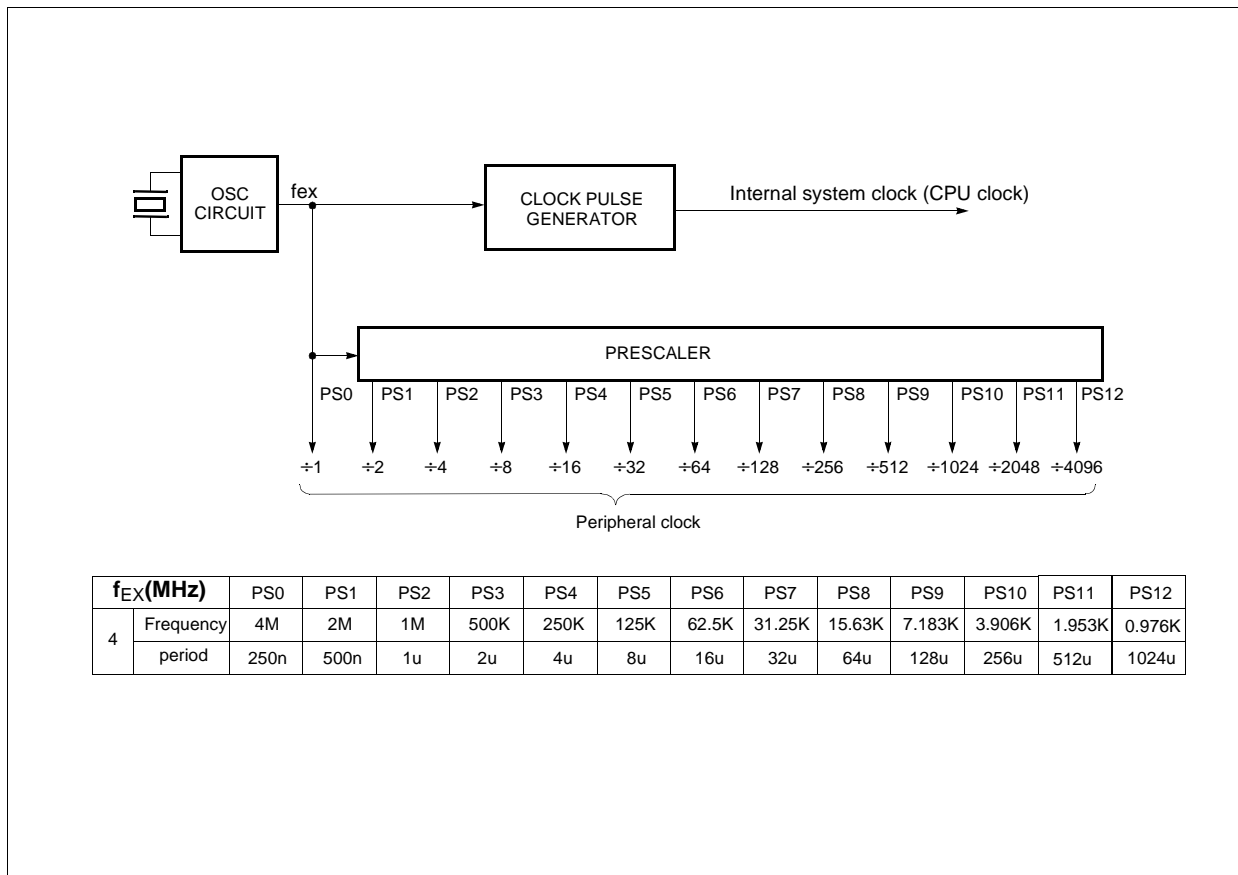 OSC
CIRCUIT
fex
CLOCK PULSE
GENERATOR
Internal system clock (CPU clock)
PRESCALER
PS0 PS1 PS2 PS3 PS4 PS5 PS6 PS7 PS8 PS9 PS10 PS11 PS12
÷1 ÷2 ÷4 ÷8 ÷16 ÷32 ÷64 ÷128 ÷256 ÷512 ÷1024 ÷2048 ÷4096
Peripheral clock
fEX(MHz) PS0 PS1 PS2 PS3 PS4 PS5 PS6 PS7 PS8 PS9 PS10 PS11 PS12
4 Frequency 4M 2M 1M 500K 250K 125K 62.5K 31.25K 15.63K 7.183K 3.906K 1.953K 0.976K
period 250n 500n 1u 2u 4u 8u 16u 32u 64u 128u 256u 512u 1024u